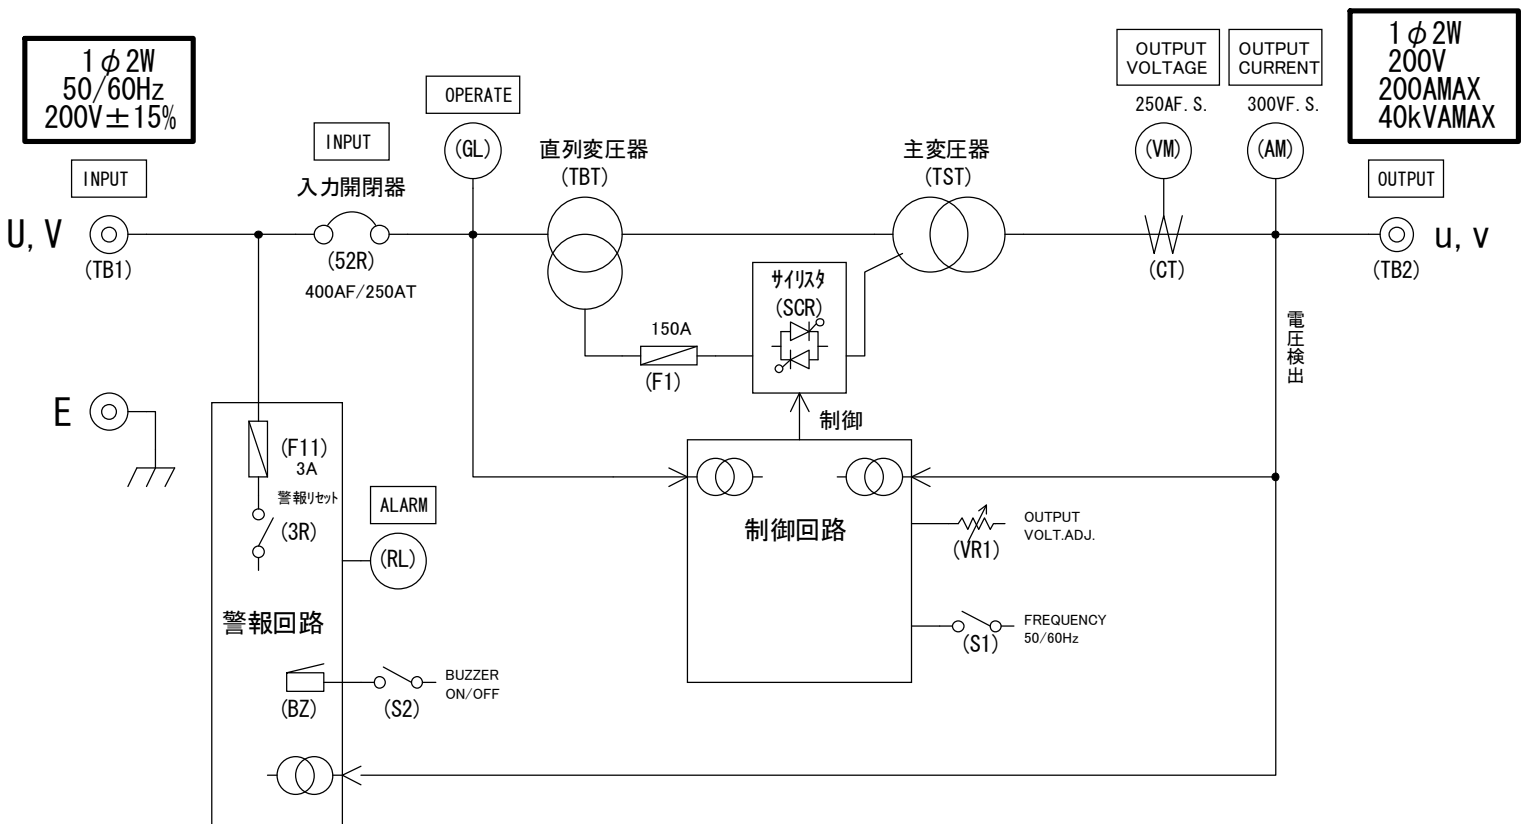 1φ2W
50/60Hz
200V±15%
INPUT
U, V
(TB1)
INPUT
入力開閉器
(52R)
400AF/250AT
OPERATE
(GL)
直列変圧器
(TBT)
主変圧器
(TST)
OUTPUT
VOLTAGE
250AF. S.
(VM)
OUTPUT
CURRENT
300VF. S.
(AM)
1φ2W
200V
200AMAX
40kVAMAX
OUTPUT
u, v
(TB2)
(CT)
サイリスタ
(SCR)
150A
(F1)
電圧検出
制御
E
(F11)
3A
警報リセット
(3R)
ALARM
(RL)
警報回路
(BZ)
(S2)
BUZZER
ON/OFF
制御回路
(VR1)
OUTPUT
VOLT.ADJ.
(S1)
FREQUENCY
50/60Hz